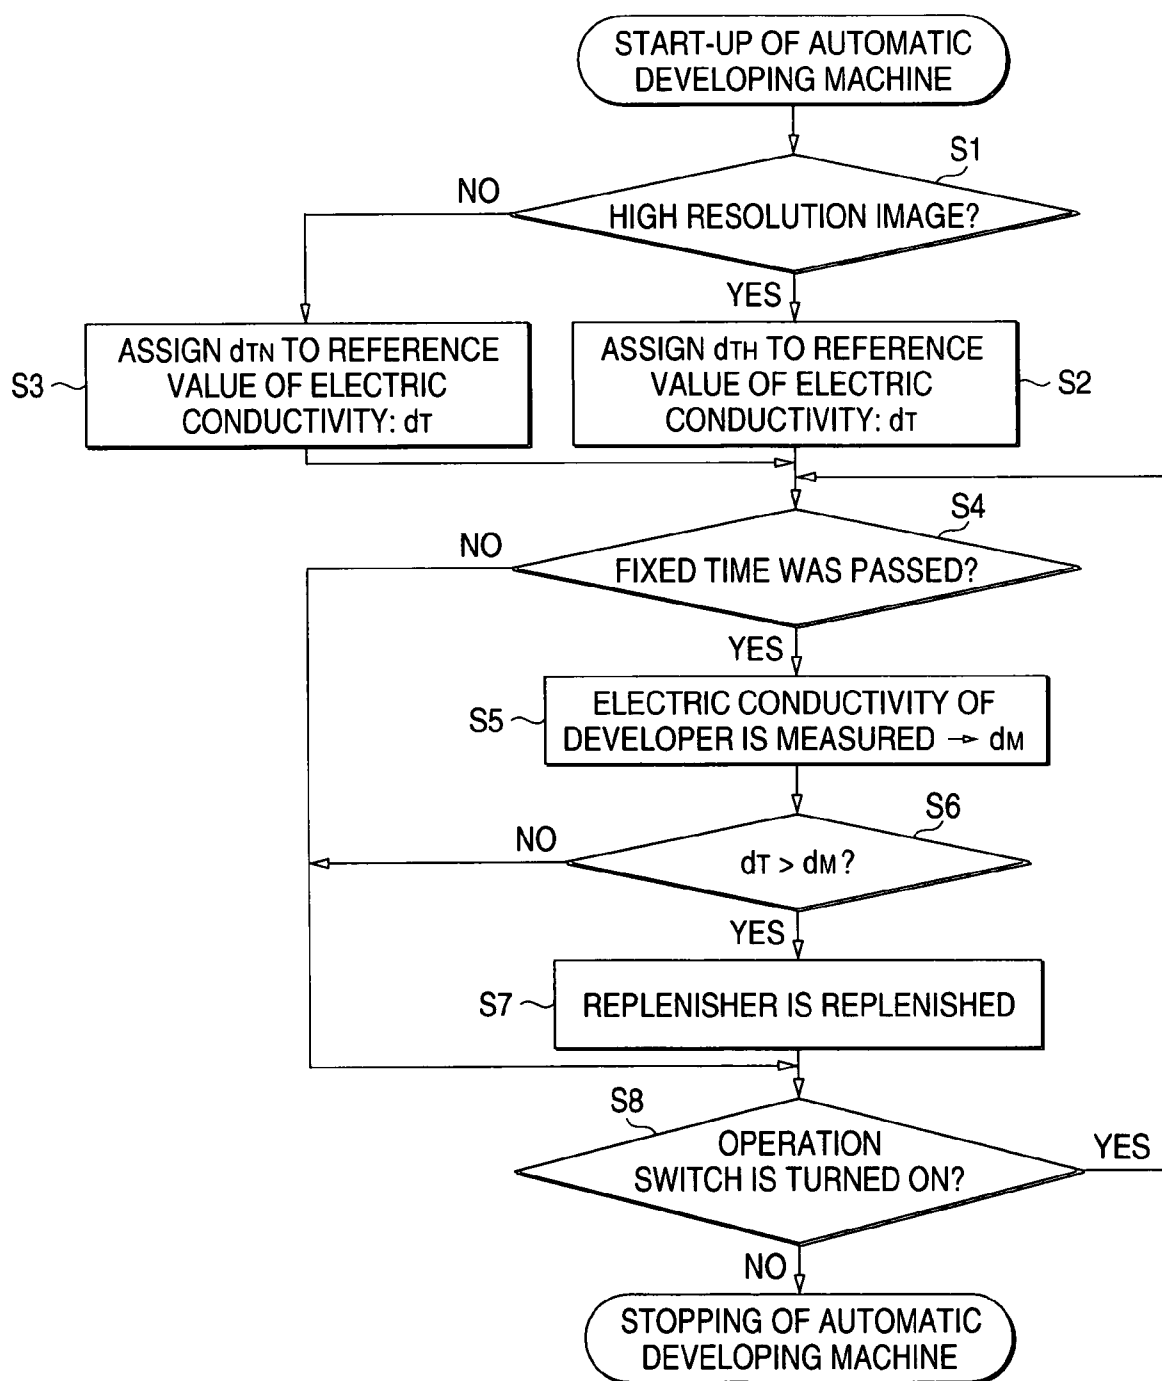 START-UP OF AUTOMATIC
DEVELOPING MACHINE
S1
NO
HIGH RESOLUTION IMAGE?
YES
S3
ASSIGN dTN TO REFERENCE
VALUE OF ELECTRIC
CONDUCTIVITY: dT
ASSIGN dTH TO REFERENCE
VALUE OF ELECTRIC
CONDUCTIVITY: dT
S2
S4
NO
FIXED TIME WAS PASSED?
YES
S5
ELECTRIC CONDUCTIVITY OF
DEVELOPER IS MEASURED → dM
S6
NO
dT > dM?
YES
S7
REPLENISHER IS REPLENISHED
S8
OPERATION
SWITCH IS TURNED ON?
YES
NO
STOPPING OF AUTOMATIC
DEVELOPING MACHINE